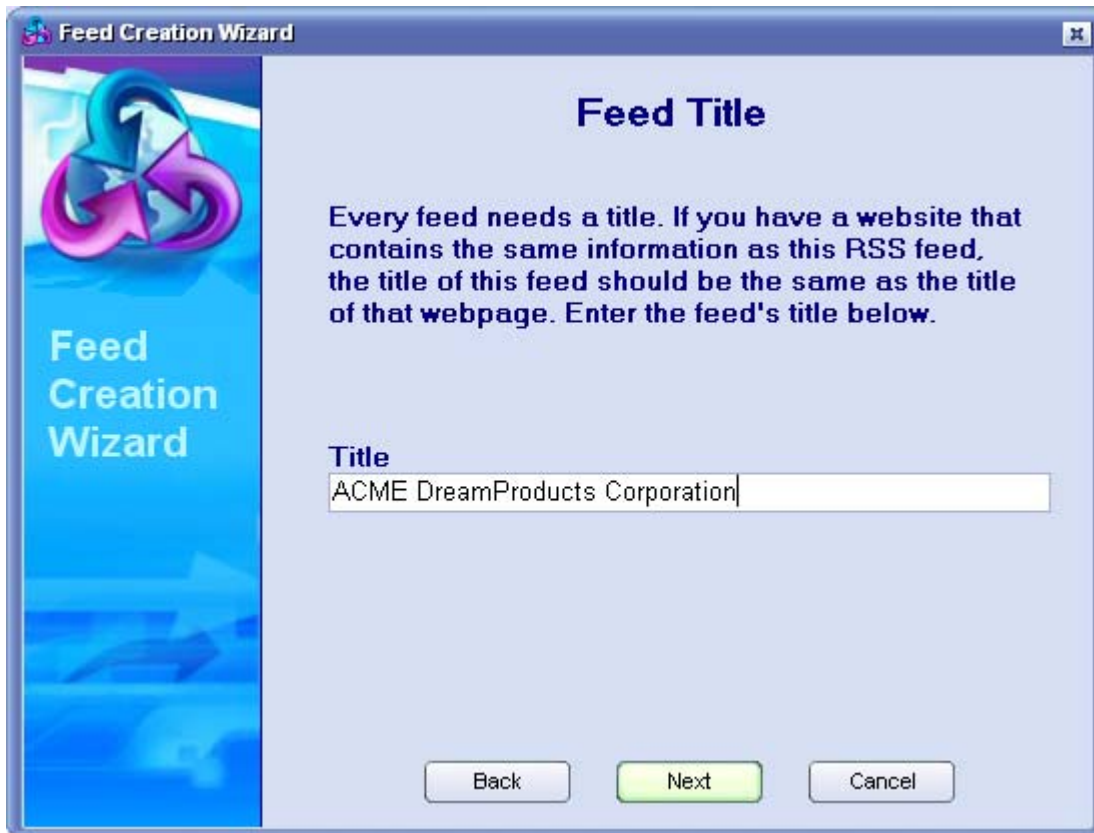 Feed Creation Wizard
Feed Title
Every feed needs a title. If you have a website that
contains the same information as this RSS feed,
the title of this feed should be the same as the title
of that webpage. Enter the feed's title below.
Feed
Creation
Wizard
Title
ACME DreamProducts Corporation
Back
Next
Cancel